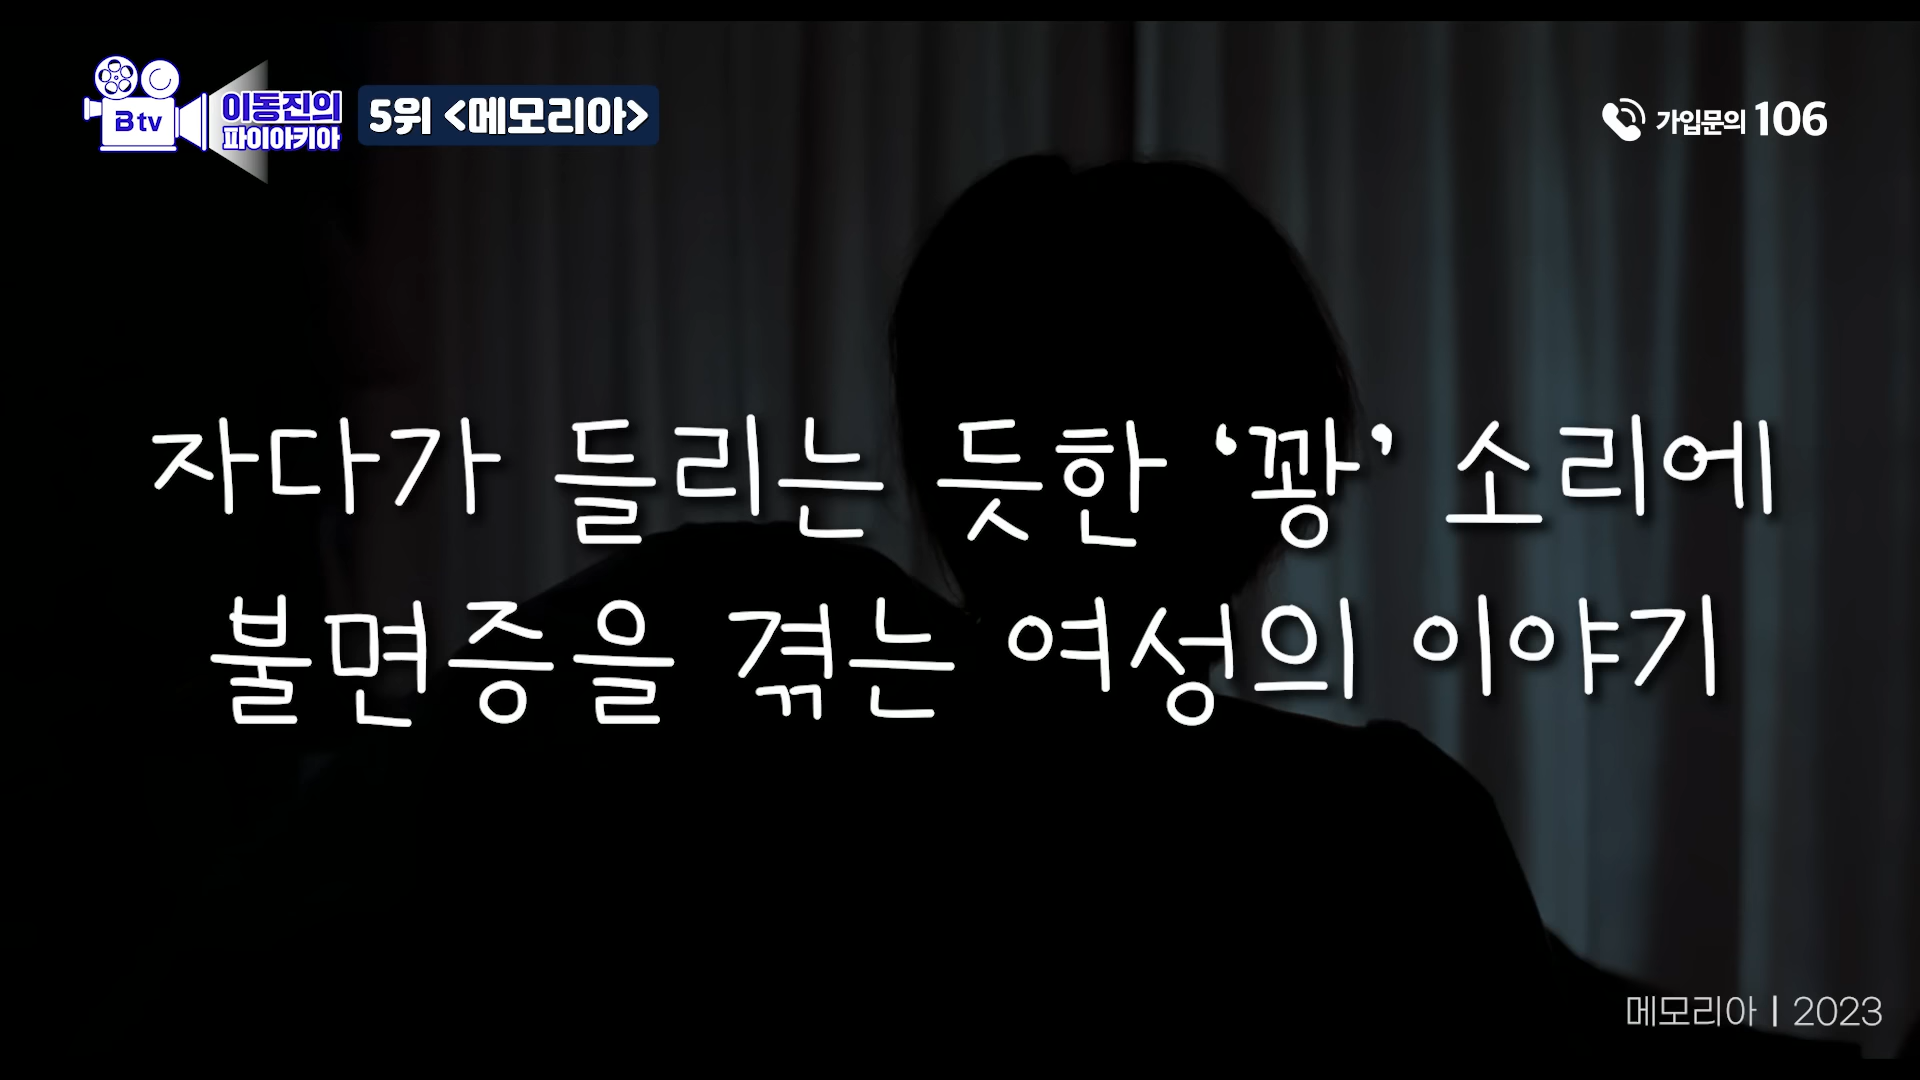 B tv
이동진의
파이아키아
5위 <메모리아>
가입문의 106
자다가 들리는 듯한 ‘꽝’ 소리에
불면증을 겪는 여성의 이야기
메모리아 | 2023